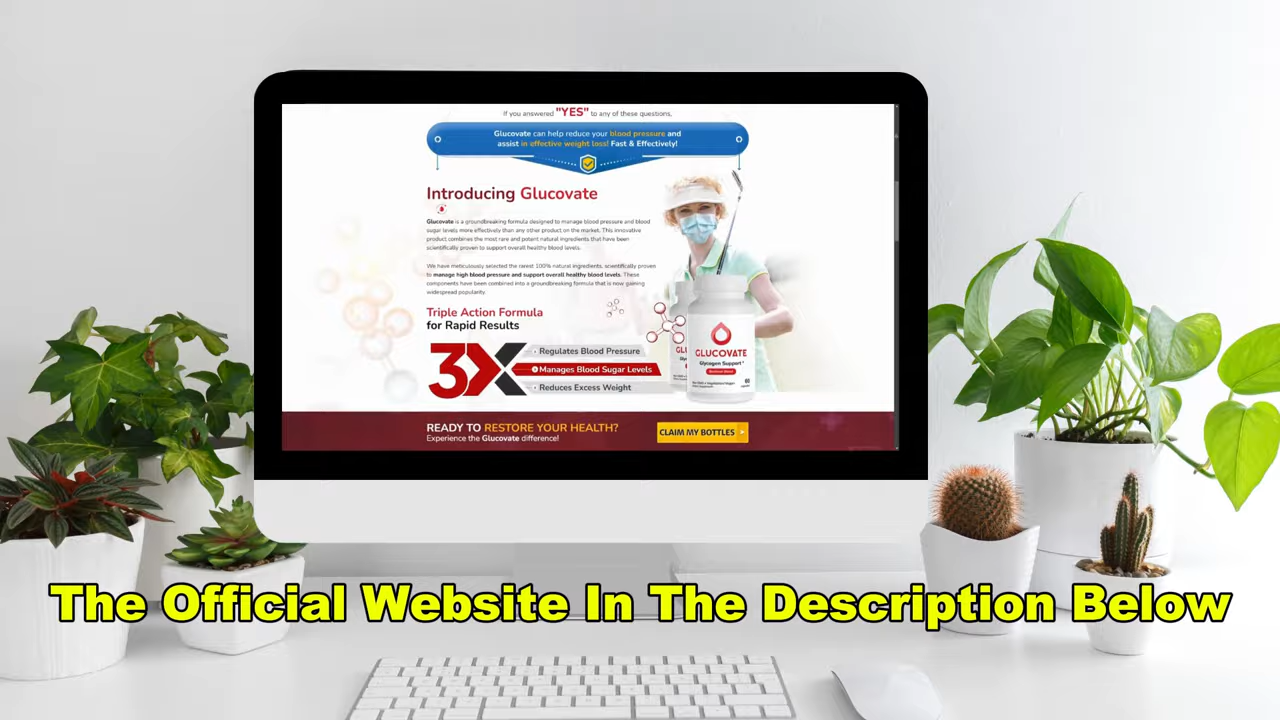 If you answered "YES" to any of these questions,
Glucovate can help reduce your blood pressure and
assist in effective weight loss! Fast & Effectively!
Introducing Glucovate
Glucovate is a groundbreaking formula designed to manage blood pressure and blood
sugar levels more effectively than any other product on the market. This innovative
product combines the most rare and potent natural ingredients that have been
scientifically proven to support overall healthy blood levels.
We have meticulously selected the rarest 100% natural ingredients, scientifically proven
to manage high blood pressure and support overall healthy blood levels. These
components have been combined into a groundbreaking formula that is now gaining
widespread popularity.
Triple Action Formula
for Rapid Results
3X
Regulates Blood Pressure
Manages Blood Sugar Levels
Reduces Excess Weight
GLUCOVATE
Glycogen Support
60
READY TO RESTORE YOUR HEALTH?
Experience the Glucovate difference!
CLAIM MY BOTTLES
The Official Website In The Description Below